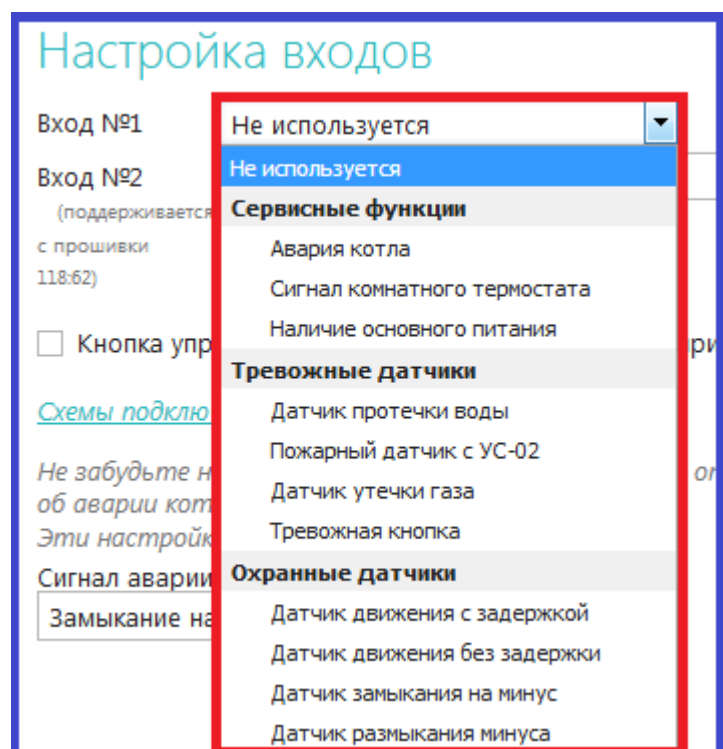 Настройка входов
Вход №1
Не используется
Вход №2
(поддерживается
с прошивки
118:62)
Не используется
Сервисные функции
Авария котла
Сигнал комнатного термостата
Наличие основного питания
Тревожные датчики
Датчик протечки воды
Пожарный датчик с УС-02
Датчик утечки газа
Тревожная кнопка
Охранные датчики
Датчик движения с задержкой
Датчик движения без задержки
Датчик замыкания на минус
Датчик размыкания минуса
Кнопка упр
Схемы подклю
Не забудьте н
об аварии кот
Эти настройк
Сигнал аварии
Замыкание на